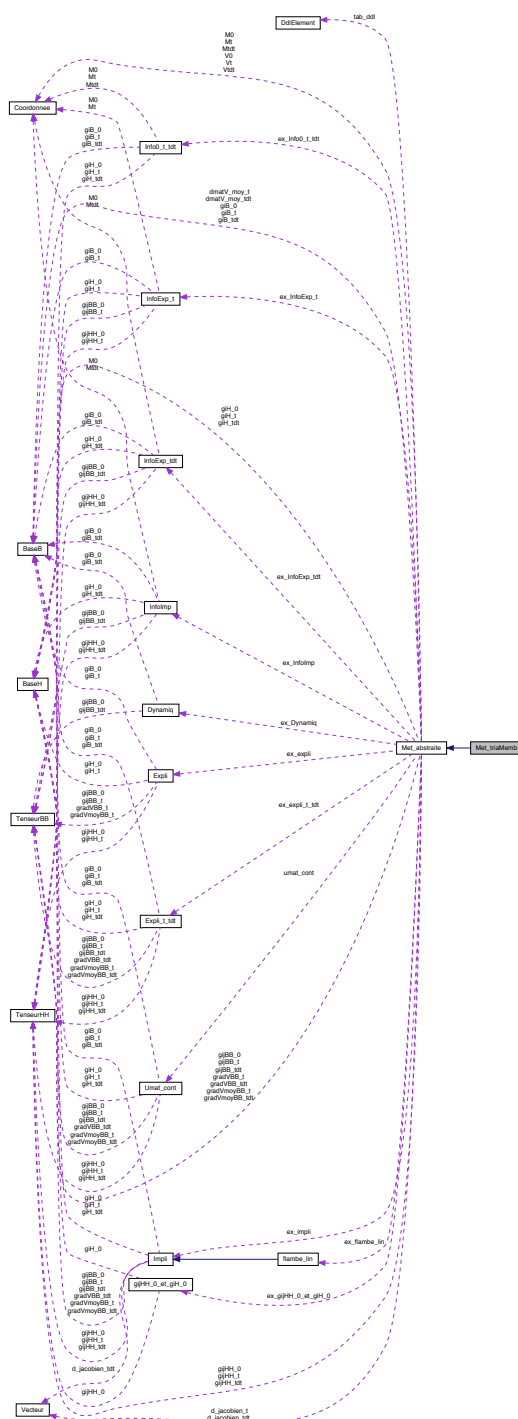 DdlElement
tab_ddl
M0
Mt
Mtdt
V0
Vt
Vtdt
M0
Mt
Mtdt
Coordonnee
M0
Mt
giB_0
giB_t
giB_tdt
Info0_t_tdt
ex_Info0_t_tdt
giH_0
giH_t
giH_tdt
M0
Mtdt
dmatV_moy_t
dmatV_moy_tdt
giB_0
giB_t
giB_tdt
giB_0
giB_t
giH_0
giH_t
InfoExp_t
ex_InfoExp_t
gijBB_0
gijBB_t
gijHH_0
gijHH_t
M0
Mtdt
giH_0
giH_t
giH_tdt
giB_0
giB_tdt
giH_0
giH_tdt
InfoExp_tdt
gijBB_0
gijBB_tdt
gijHH_0
gijHH_tdt
giB_0
giB_tdt
BaseB
giB_0
giB_tdt
ex_InfoExp_tdt
giH_0
giH_tdt
InfoImp
gijBB_0
gijBB_tdt
gijHH_0
gijHH_tdt
ex_InfoImp
giB_0
giB_t
BaseH
gijBB_0
gijBB_tdt
Dynamiq
ex_Dynamiq
giB_0
giB_t
giB_tdt
Met_abstraite
Met_triaMemb
ex_expli
giH_0
giH_t
Expli
gijBB_0
gijBB_t
gradVBB_t
gradVmoyBB_t
TenseurBB
ex_expli_t_tdt
gijHH_0
gijHH_t
giB_0
giB_t
giB_tdt
umat_cont
giH_0
giH_t
giH_tdt
Expli_t_tdt
gijBB_0
gijBB_t
gijBB_tdt
gradVBB_tdt
gradVmoyBB_t
gradVmoyBB_tdt
gijHH_0
gijHH_t
gijHH_tdt
TenseurHH
giB_0
giB_t
giB_tdt
gijBB_0
gijBB_t
gijBB_tdt
gradVBB_t
gradVBB_tdt
gradVmoyBB_t
gradVmoyBB_tdt
giH_0
giH_t
giH_tdt
Umat_cont
gijBB_0
gijBB_t
gijBB_tdt
gradVBB_tdt
gradVmoyBB_t
gradVmoyBB_tdt
gijHH_0
gijHH_t
gijHH_tdt
giH_0
giH_t
giH_tdt
ex_impli
ex_flambe_lin
giH_0
Impli
flambe_lin
gijBB_0
gijBB_t
gijBB_tdt
gradVBB_tdt
gradVmoyBB_t
gradVmoyBB_tdt
gijHH_0_et_giH_0
ex_gijHH_0_et_giH_0
gijHH_0
gijHH_t
gijHH_tdt
d_jacobien_tdt
gijHH_0
gijHH_t
gijHH_tdt
gijHH_0
Vecteur
d_jacobien_t
d_jacobien_tdt